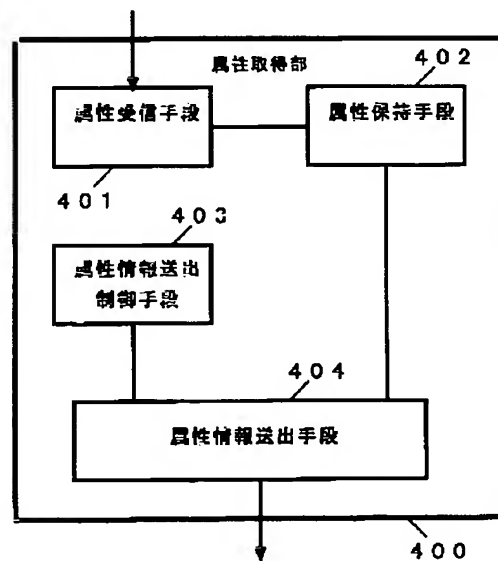 属性取得部
402
属性受信手段
属性保持手段
401
403
属性情報送出
制御手段
404
属性情報送出手段
400